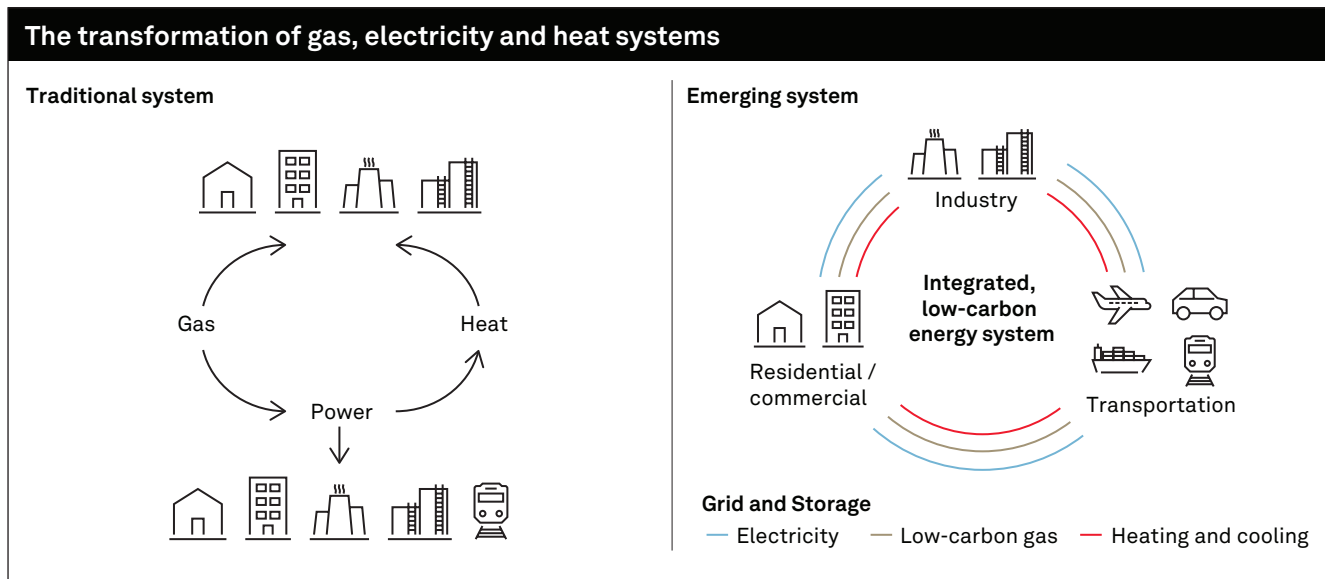 The transformation of gas, electricity and heat systems
Traditional system
Gas
Heat
Power
Emerging system
Industry
Integrated,
low-carbon
energy system
Residential /
commercial
Transportation
Grid and Storage
Electricity
Low-carbon gas
Heating and cooling